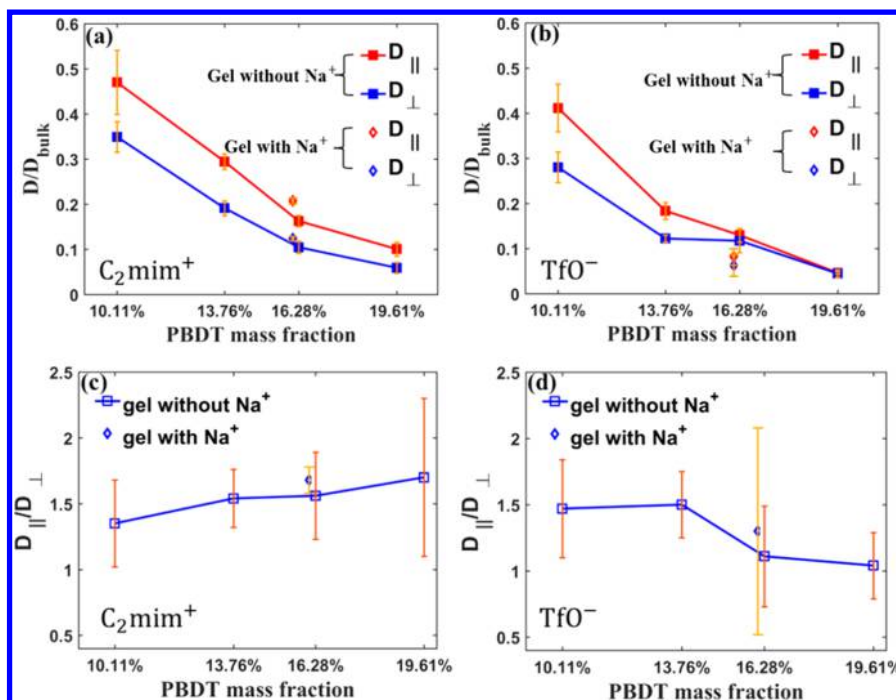 (a)
0.6
0.5
0.4
0.3
0.2
0.1
0
D/D_bulk
Gel without Na⁺
D_||
D_⊥
Gel with Na⁺
D_||
D_⊥
C₂mim⁺
10.11% 13.76% 16.28% 19.61%
PBDT mass fraction
(b)
0.6
0.5
0.4
0.3
0.2
0.1
0
D/D_bulk
Gel without Na⁺
D_||
D_⊥
Gel with Na⁺
D_||
D_⊥
TfO⁻
10.11% 13.76% 16.28% 19.61%
PBDT mass fraction
(c)
2.5
2
1.5
1
0.5
D_||/D_⊥
gel without Na⁺
gel with Na⁺
C₂mim⁺
10.11% 13.76% 16.28% 19.61%
PBDT mass fraction
(d)
2.5
2
1.5
1
0.5
D_||/D_⊥
gel without Na⁺
gel with Na⁺
TfO⁻
10.11% 13.76% 16.28% 19.61%
PBDT mass fraction